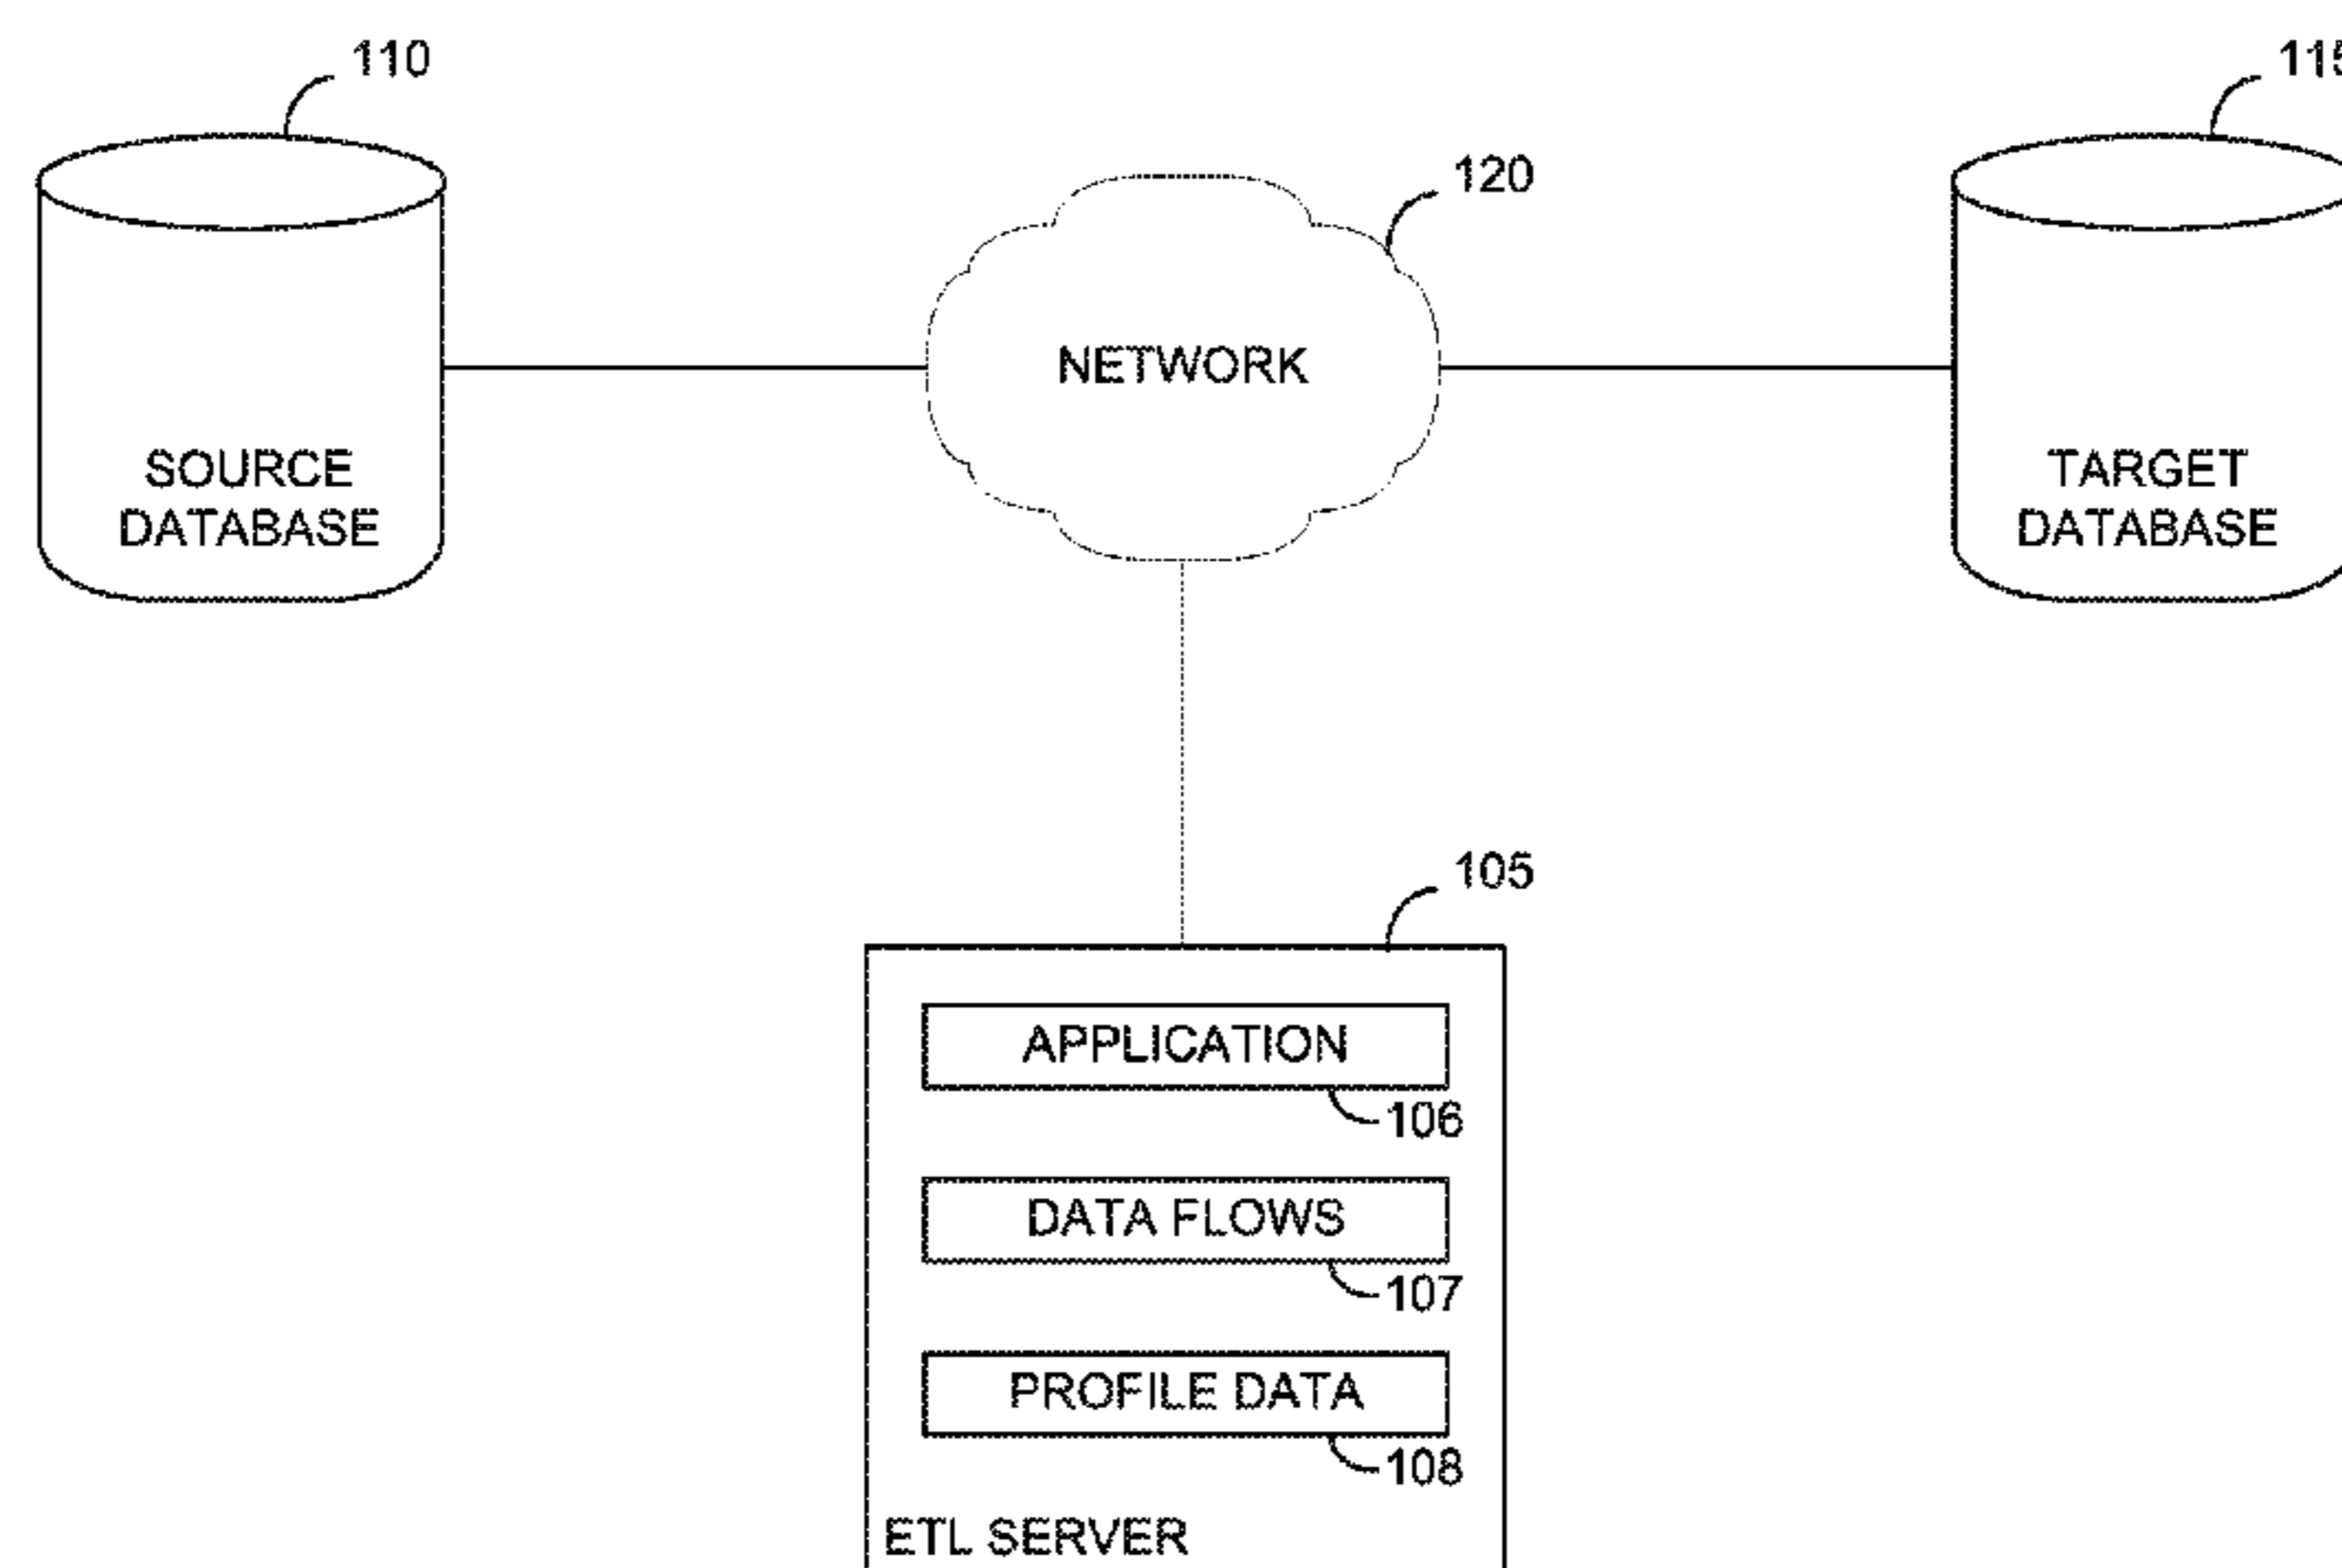 110
115
120
NETWORK
SOURCE
DATABASE
TARGET
DATABASE
105
APPLICATION
106
DATA FLOWS
107
PROFILE DATA
108
ETL SERVER